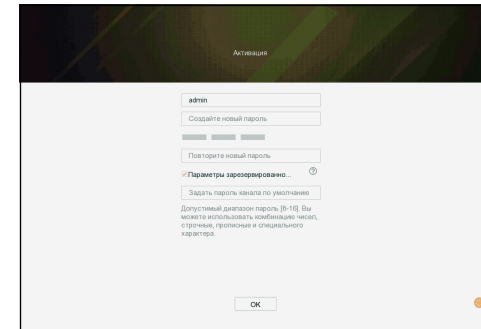 Активация
admin
Создайте новый пароль
Повторите новый пароль
Параметры зарезервированно...
Задать пароль канала по умолчанию
Допустимый диапазон пароль [8-16]. Вы
можете использовать комбинацию чисел,
строчные, прописные и специального
характера.
OK